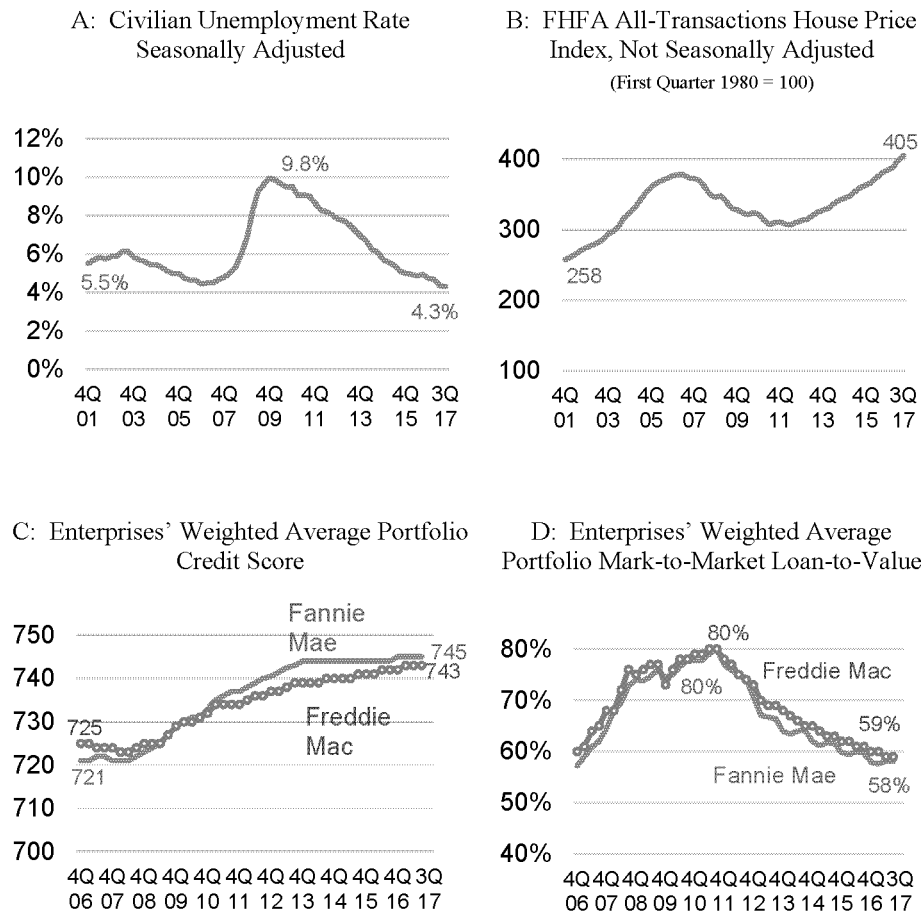 A: Civilian Unemployment Rate
Seasonally Adjusted
12%
10%
8%
6%
4%
2%
0%
9.8%
5.5%
4.3%
4Q 4Q 4Q 4Q 4Q 4Q 4Q 4Q 3Q
01 03 05 07 09 11 13 15 17
B: FHFA All-Transactions House Price
Index, Not Seasonally Adjusted
(First Quarter 1980 = 100)
400
300
200
100
405
258
4Q 4Q 4Q 4Q 4Q 4Q 4Q 4Q 3Q
01 03 05 07 09 11 13 15 17
C: Enterprises’ Weighted Average Portfolio
Credit Score
750
740
730
720
710
700
Fannie
Mae
745
743
Freddie
Mac
725
721
4Q 4Q 4Q 4Q 4Q 4Q 4Q 4Q 4Q 4Q 4Q 3Q
06 07 08 09 10 11 12 13 14 15 16 17
D: Enterprises’ Weighted Average
Portfolio Mark-to-Market Loan-to-Value
80%
70%
60%
50%
40%
80%
Freddie Mac
80%
59%
Fannie Mae
58%
4Q 4Q 4Q 4Q 4Q 4Q 4Q 4Q 4Q 4Q 4Q 3Q
06 07 08 09 10 11 12 13 14 15 16 17